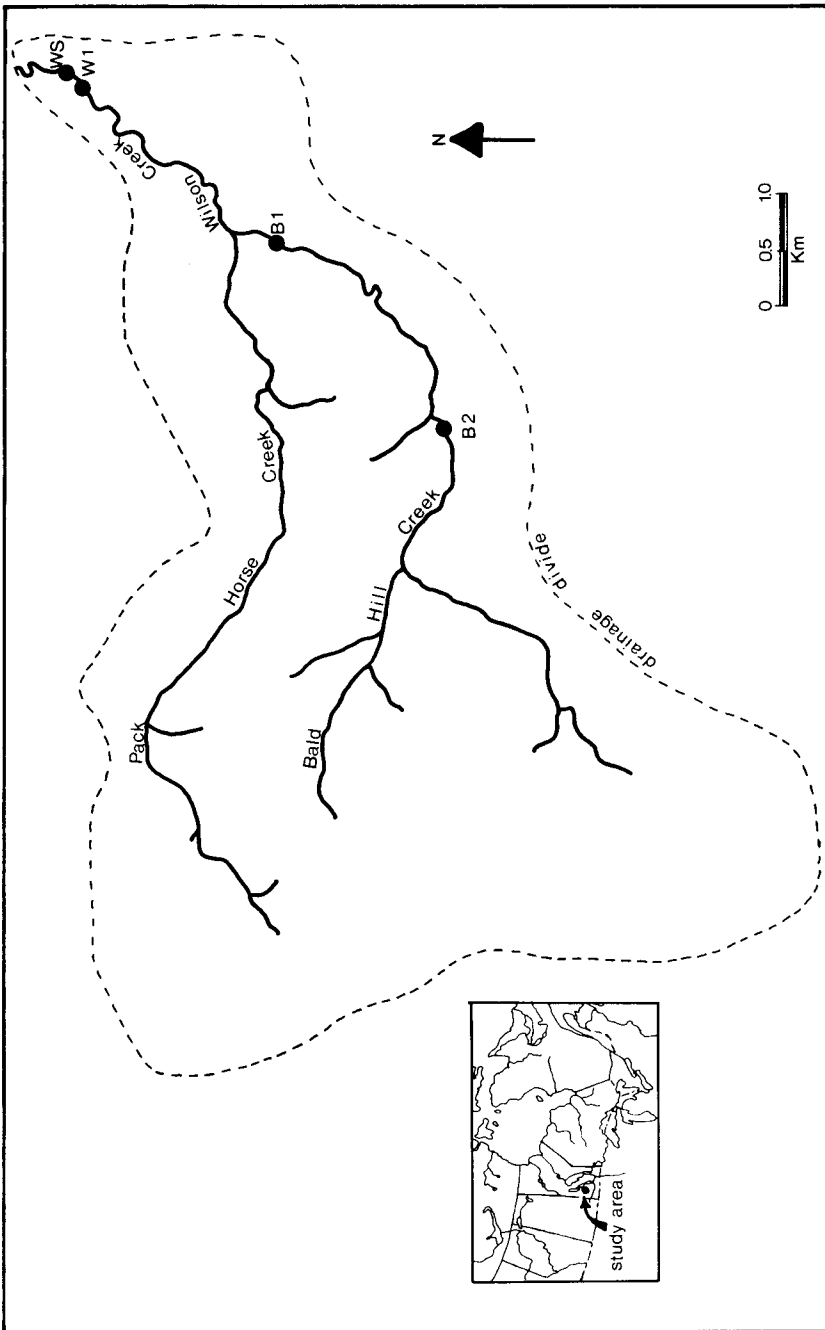 WS
W1
Wilson
Creek
B1
B2
N
0 0.5 1.0
Km
Pack
Horse
Creek
Bald
Hill
Creek
drainage divide
study area